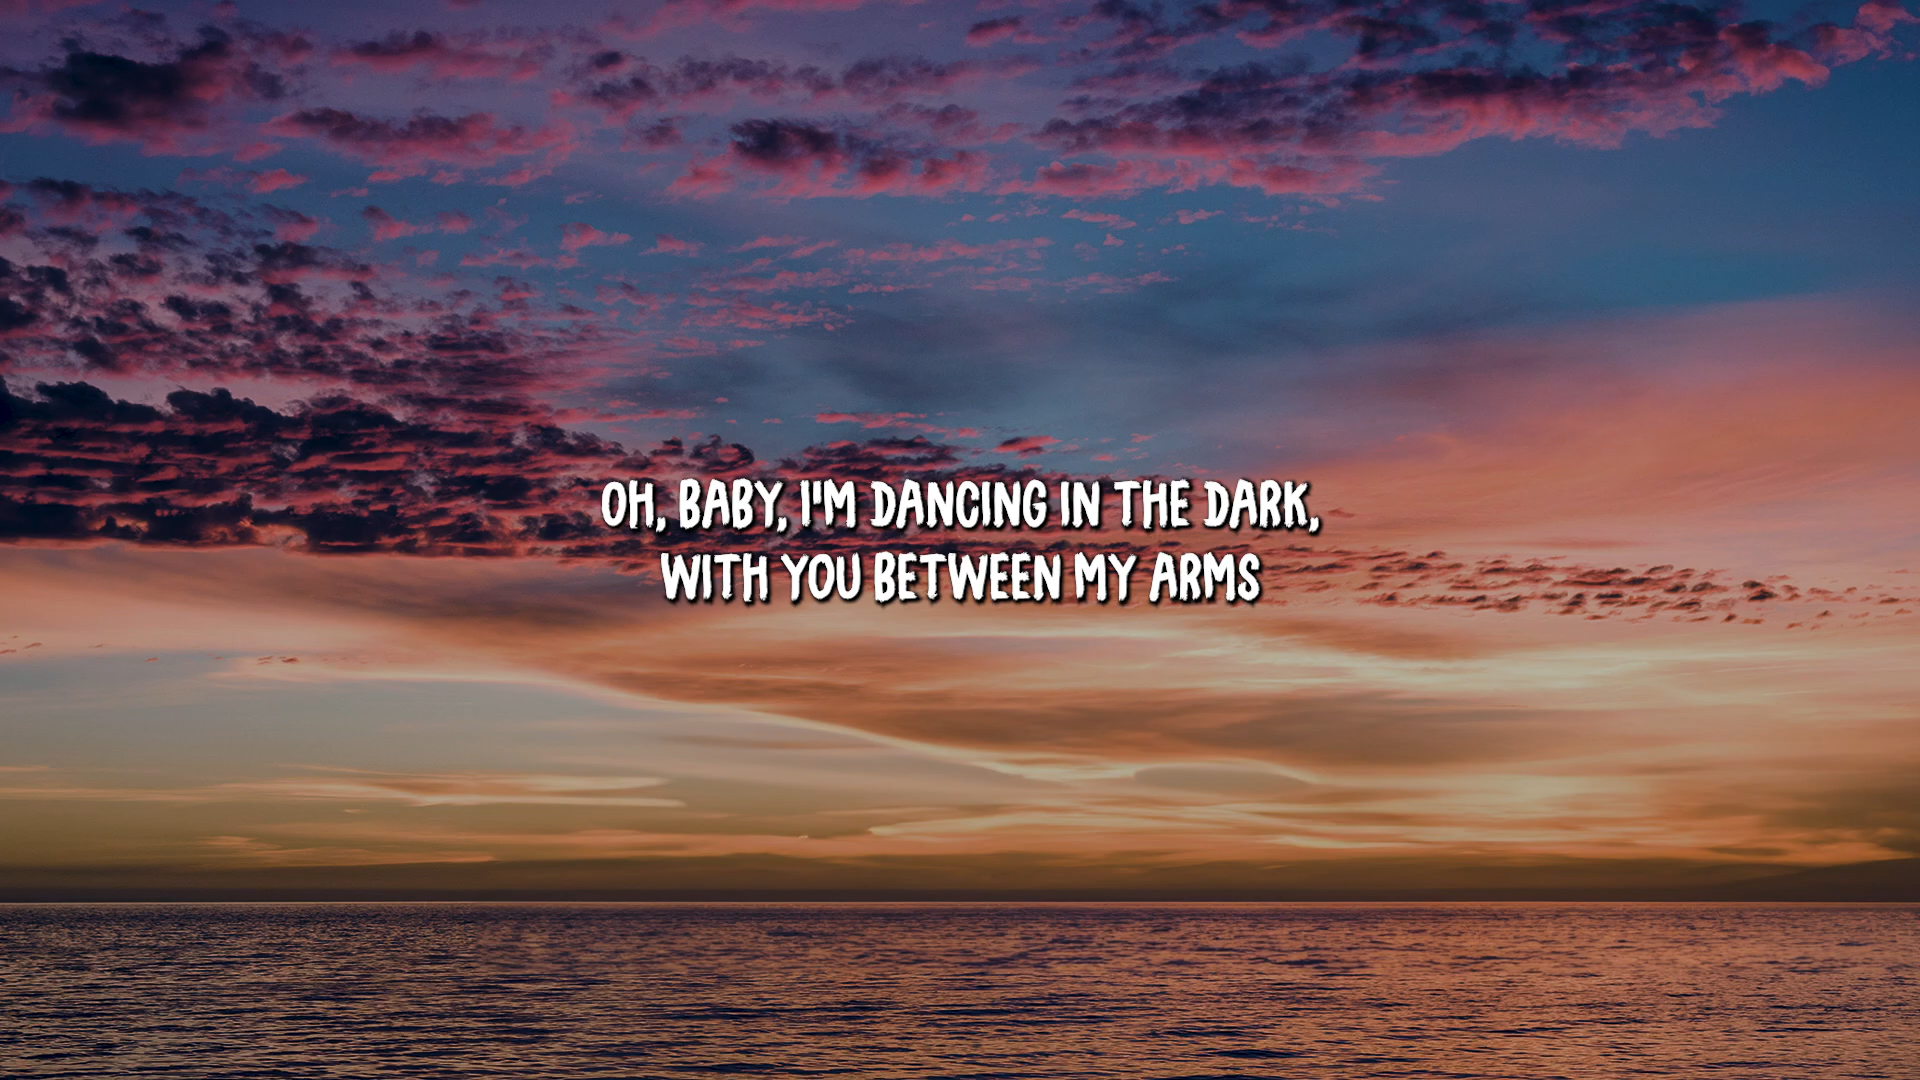 OH, BABY, I'M DANCING IN THE DARK,
WITH YOU BETWEEN MY ARMS